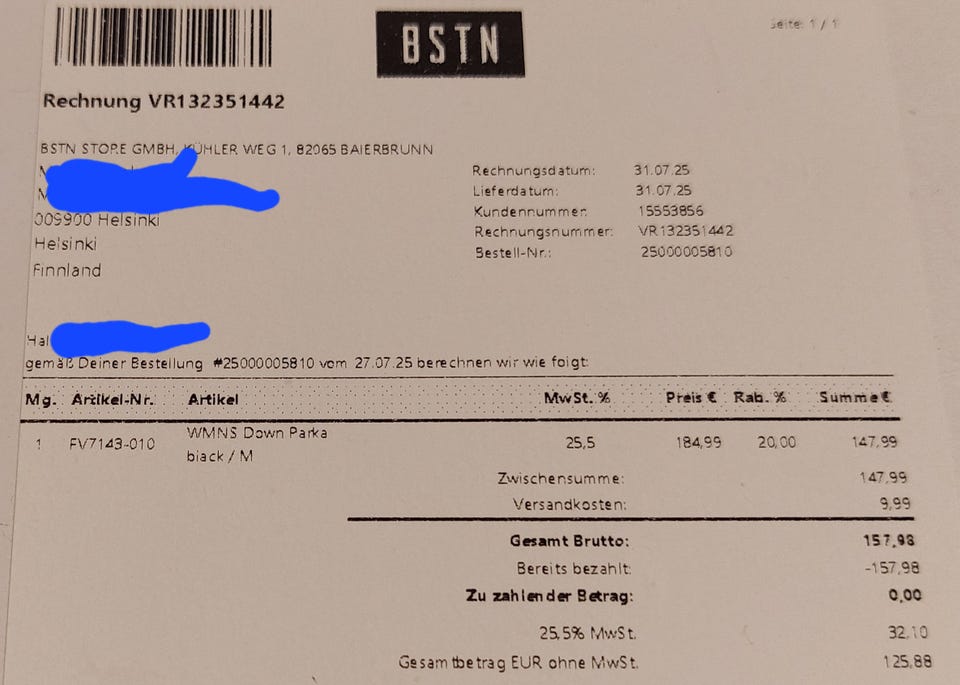 BSTN
Seite: 1 / 1
Rechnung VR132351442
BSTN STORE GMBH, KÜHLER WEG 1, 82065 BAIERBRUNN
009900 Helsinki
Helsinki
Finnland
Rechnungsdatum: 31.07.25
Lieferdatum: 31.07.25
Kundennummer: 15553856
Rechnungsnummer: VR132351442
Bestell-Nr.: 25000005810
Hal
gemäß Deiner Bestellung #25000005810 vom 27.07.25 berechnen wir wie folgt:
Mg. Artikel-Nr. Artikel MwSt. % Preis € Rab. % Summe €
1 FV7143-010 WMNS Down Parka 25,5 184,99 20,00 147,99
black / M
Zwischensumme: 147,99
Versandkosten: 9,99
Gesamt Brutto: 157,98
Bereits bezahlt: -157,98
Zu zahlender Betrag: 0,00
25,5% MwSt. 32,10
Gesamtbetrag EUR ohne MwSt. 125,88